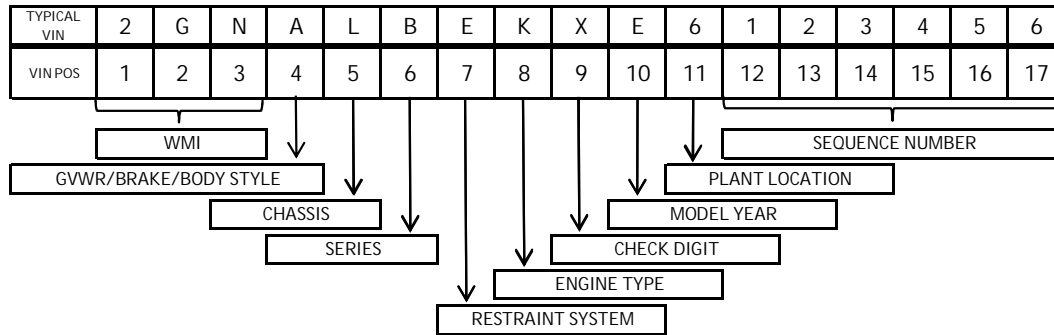 TYPICAL VIN 2 G N A L B E K X E 6 1 2 3 4 5 6
VIN POS 1 2 3 4 5 6 7 8 9 10 11 12 13 14 15 16 17
WMI SEQUENCE NUMBER
GVWR/BRAKE/BODY STYLE PLANT LOCATION
CHASSIS MODEL YEAR
SERIES CHECK DIGIT
ENGINE TYPE
RESTRAINT SYSTEM